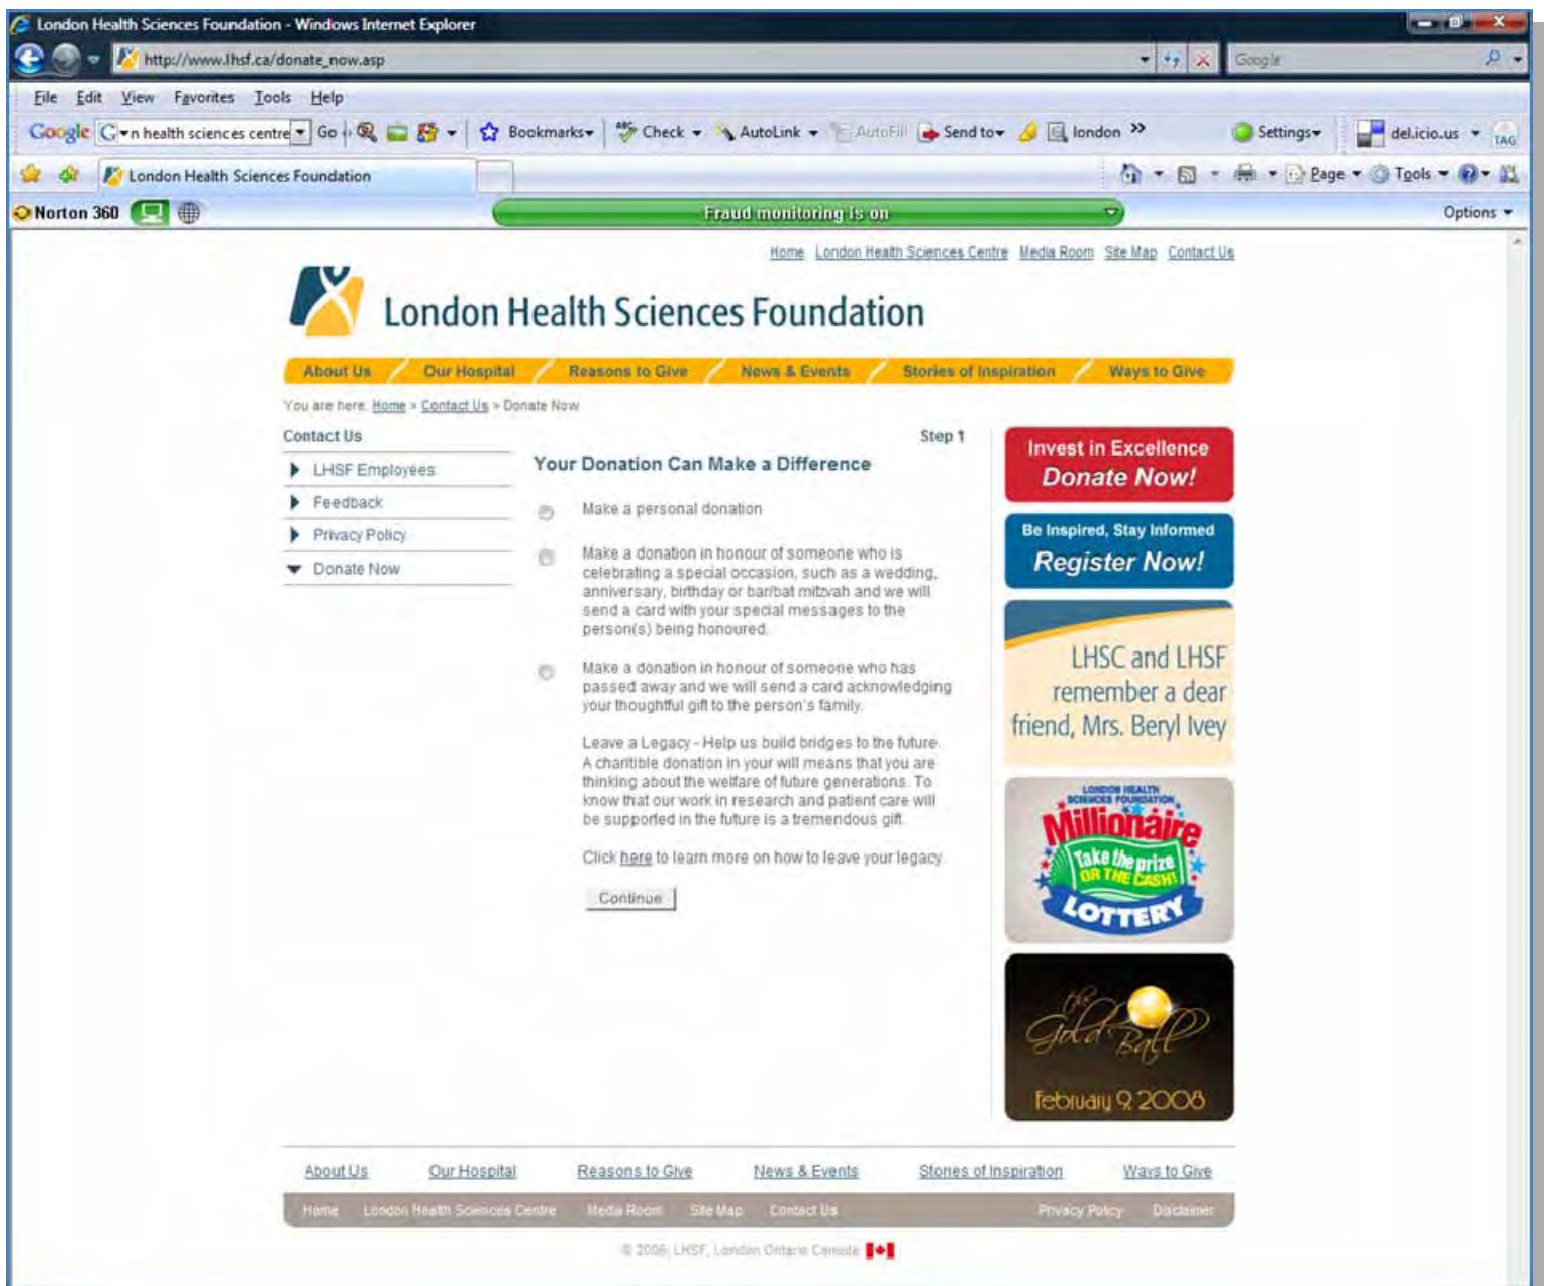 London Health Sciences Foundation - Windows Internet Explorer
http://www.lhsf.ca/donate_now.asp
Google
File Edit View Favorites Tools Help
Google n health sciences centre Go Bookmarks Check AutoLink AutoFill Send to london >> Settings del.icio.us TAG
London Health Sciences Foundation
Page Tools
Norton 360
Fraud monitoring is on
Options
Home London Health Sciences Centre Media Room Site Map Contact Us
London Health Sciences Foundation
About Us Our Hospital Reasons to Give News & Events Stories of Inspiration Ways to Give
You are here: Home > Contact Us > Donate Now
Contact Us
LHSF Employees
Feedback
Privacy Policy
Donate Now
Step 1
Your Donation Can Make a Difference
Make a personal donation
Make a donation in honour of someone who is
celebrating a special occasion, such as a wedding,
anniversary, birthday or bar/bat mitzvah and we will
send a card with your special messages to the
person(s) being honoured.
Make a donation in honour of someone who has
passed away and we will send a card acknowledging
your thoughtful gift to the person's family.
Leave a Legacy - Help us build bridges to the future.
A charitible donation in your will means that you are
thinking about the welfare of future generations. To
know that our work in research and patient care will
be supported in the future is a tremendous gift.
Click here to learn more on how to leave your legacy.
Continue
Invest in Excellence
Donate Now!
Be Inspired, Stay Informed
Register Now!
LHSC and LHSF
remember a dear
friend, Mrs. Beryl Ivey
LONDON HEALTH
SCIENCES FOUNDATION
Millionaire
Take the prize
OR THE CASH!
LOTTERY
the
Gold Ball
February 9, 2008
About Us Our Hospital Reasons to Give News & Events Stories of Inspiration Ways to Give
Home London Health Sciences Centre Media Room Site Map Contact Us Privacy Policy Disclaimer
© 2006, LHSF, London Ontario Canada